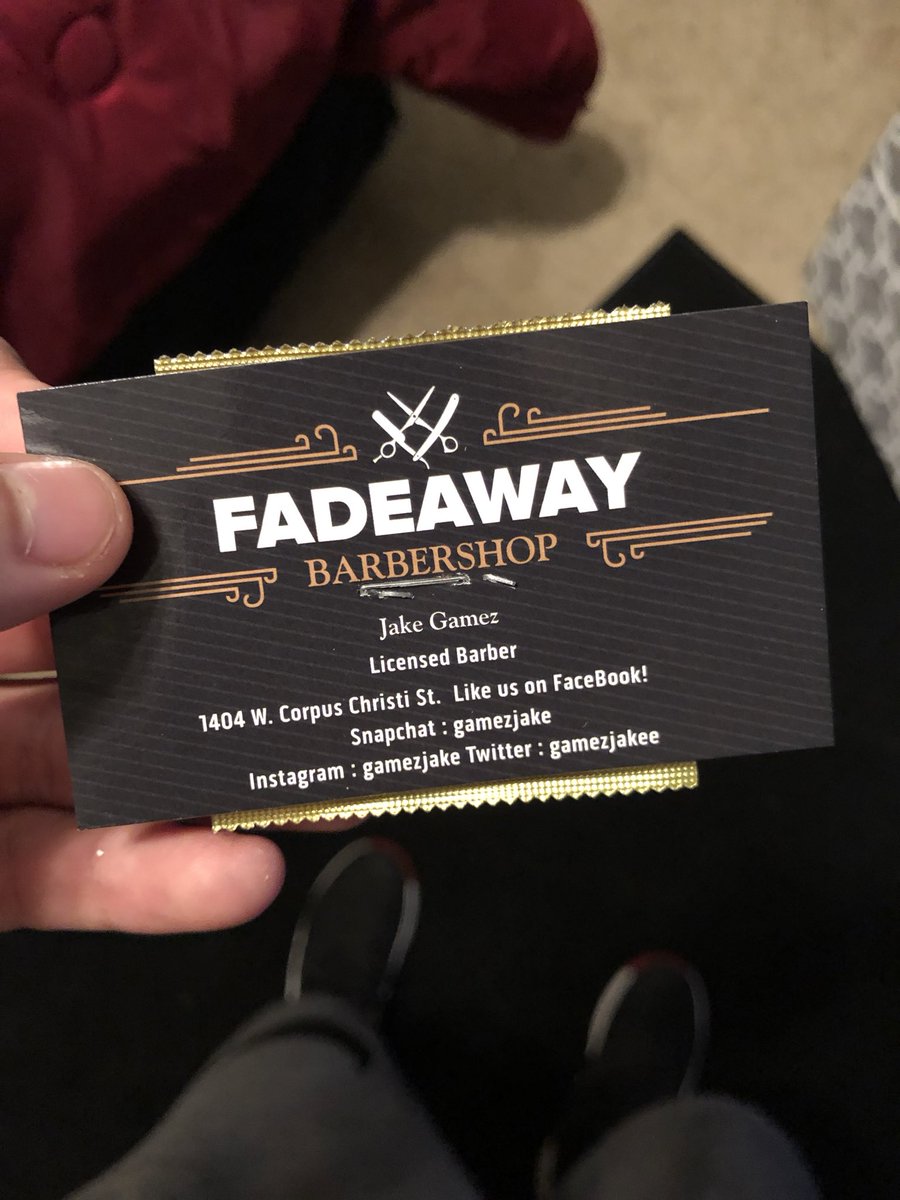 FADEAWAY
BARBERSHOP
Jake Gamez
Licensed Barber
1404 W. Corpus Christi St. Like us on FaceBook!
Snapchat : gamezjake
Instagram : gamezjake Twitter : gamezjakee